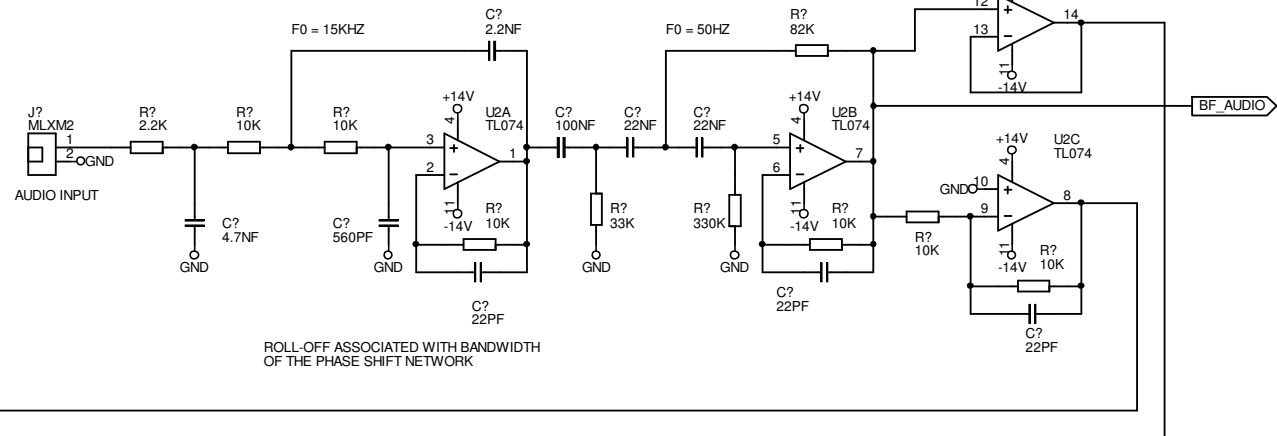 C?
2.2NF
F0 = 15KHZ
R?
82K
F0 = 50HZ
12
+
13
−
14
11
-14V
BF_AUDIO
J?
MLXM2
1
2
GND
AUDIO INPUT
R?
2.2K
R?
10K
R?
10K
C?
4.7NF
GND
C?
560PF
GND
+14V
4
U2A
TL074
3
+
2
−
1
11
-14V
R?
10K
C?
22PF
C?
100NF
C?
22NF
C?
22NF
R?
33K
GND
R?
330K
GND
+14V
4
U2B
TL074
5
+
6
−
7
11
-14V
R?
10K
C?
22PF
R?
10K
+14V
4
U2C
TL074
GND
10
+
9
−
8
11
-14V
R?
10K
C?
22PF
ROLL-OFF ASSOCIATED WITH BANDWIDTH
OF THE PHASE SHIFT NETWORK